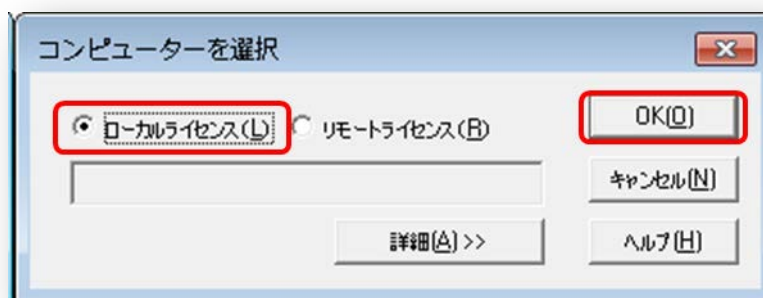 コンピューターを選択
ローカルライセンス(L) リモートライセンス(R)
OK(O)
キャンセル(N)
詳細(A) >>
ヘルプ(H)